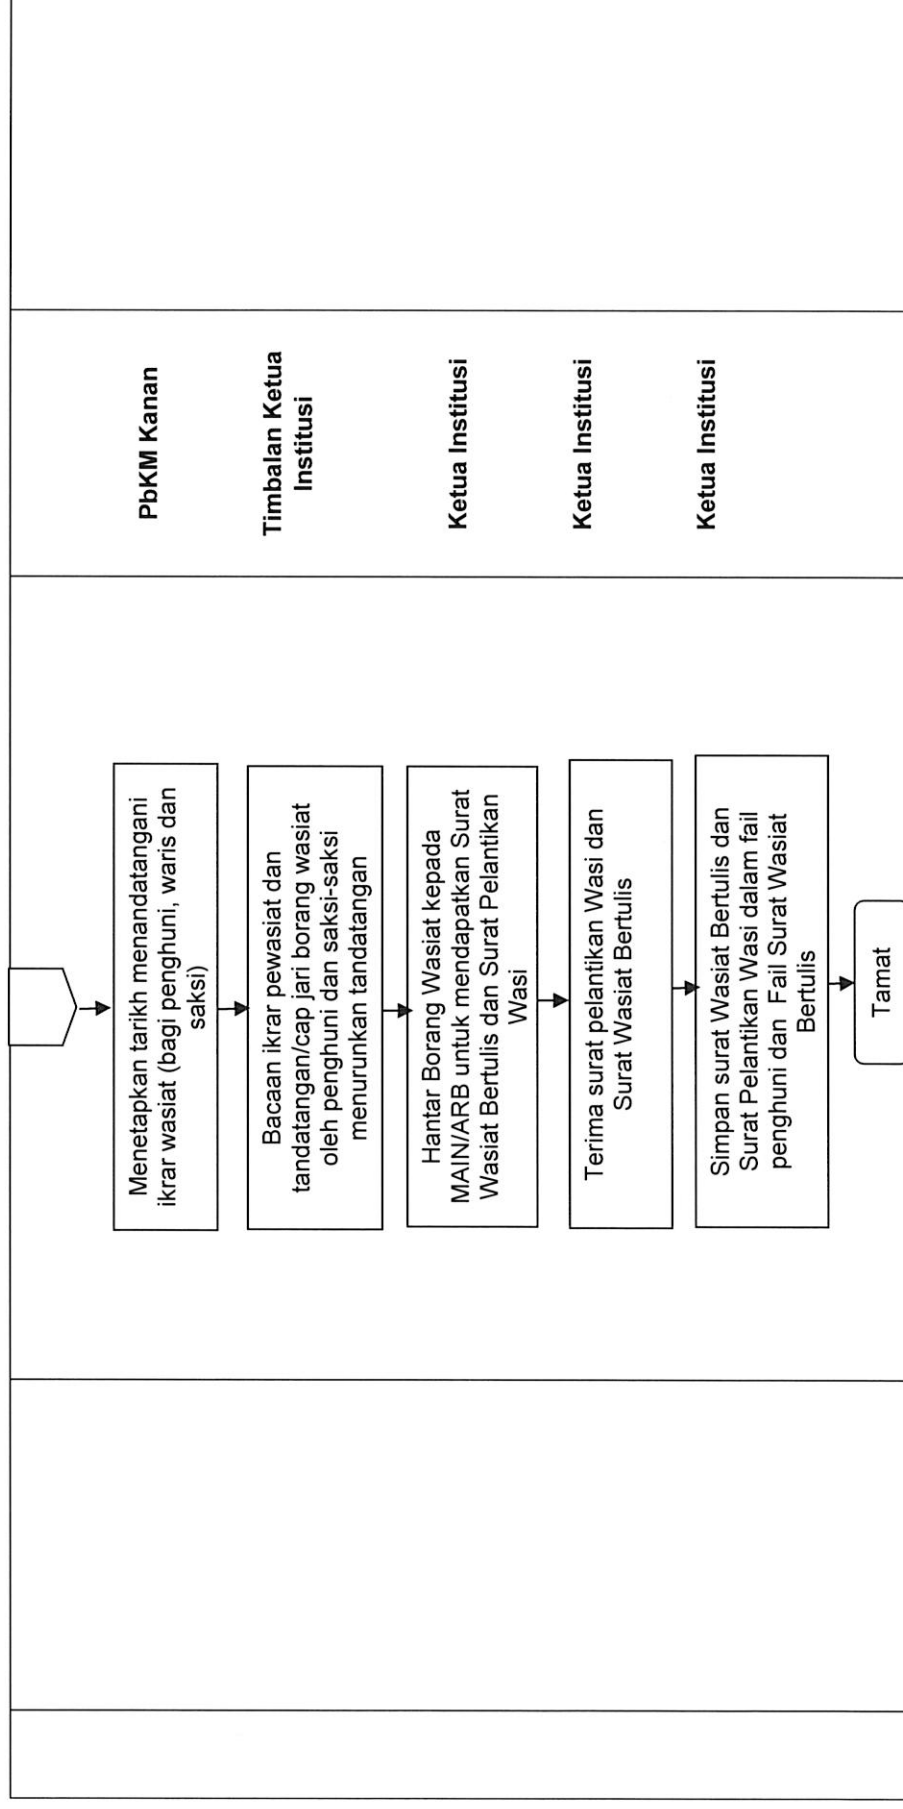 Menetapkan tarikh menandatangani
ikrar wasiat (bagi penghuni, waris dan
saksi)
PbKM Kanan
Bacaan ikrar pewasiat dan
tandatangan/cap jari borang wasiat
oleh penghuni dan saksi-saksi
menurunkan tandatangan
Timbalan Ketua
Institusi
Hantar Borang Wasiat kepada
MAIN/ARB untuk mendapatkan Surat
Wasiat Bertulis dan Surat Pelantikan
Wasi
Ketua Institusi
Terima surat pelantikan Wasi dan
Surat Wasiat Bertulis
Ketua Institusi
Simpan surat Wasiat Bertulis dan
Surat Pelantikan Wasi dalam fail
penghuni dan Fail Surat Wasiat
Bertulis
Ketua Institusi
Tamat